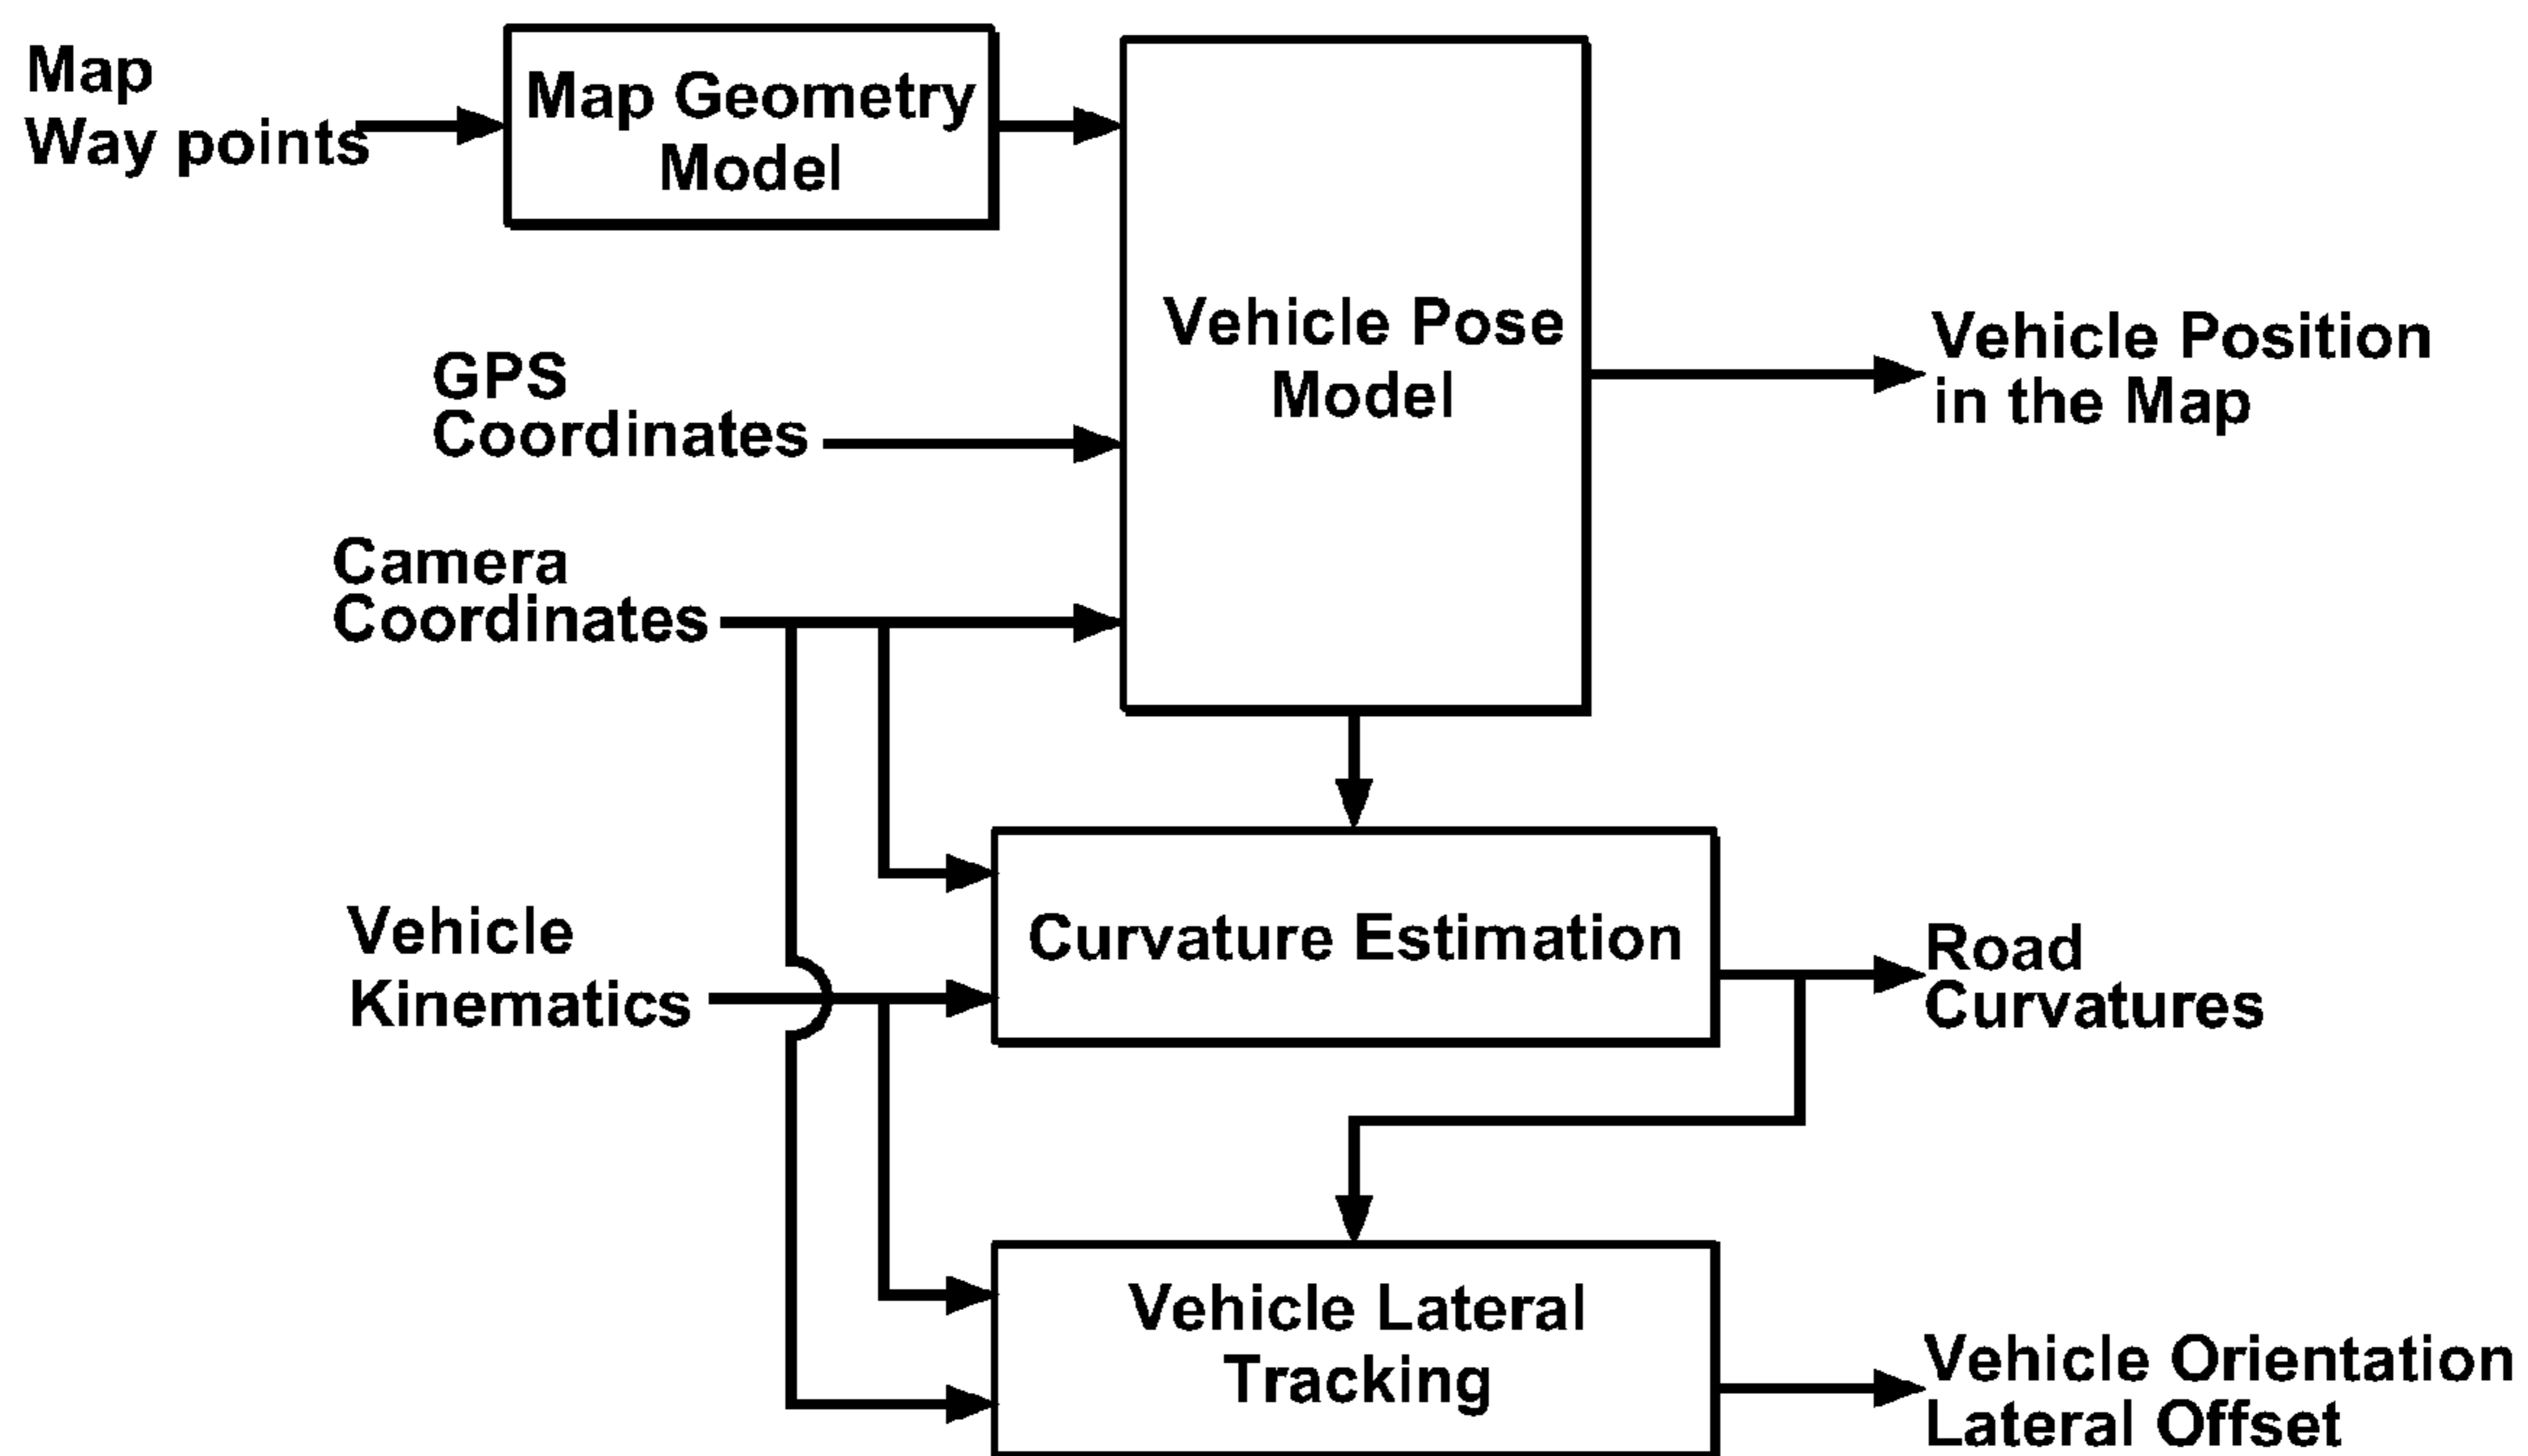 Map
Way points
Map Geometry
Model
Vehicle Pose
Model
GPS
Coordinates
Vehicle Position
in the Map
Camera
Coordinates
Vehicle
Kinematics
Curvature Estimation
Road
Curvatures
Vehicle Lateral
Tracking
Vehicle Orientation
Lateral Offset